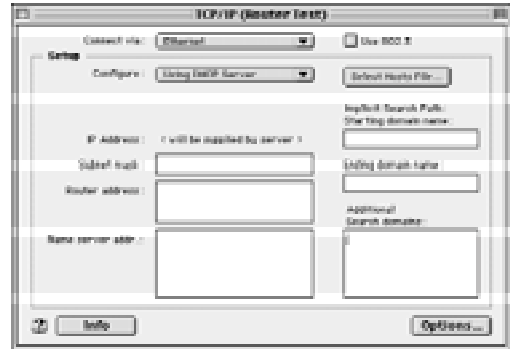 TCP/IP (Router Test)
Connect via: Ethernet
Use 802.3
Setup
Configure: Using DHCP Server
Select Hosts File...
Implicit Search Path:
Starting domain name:
IP Address: < will be supplied by server >
Subnet mask:
Ending domain name:
Router address:
Additional
Search domains:
Name server addr.:
? Info
Options...